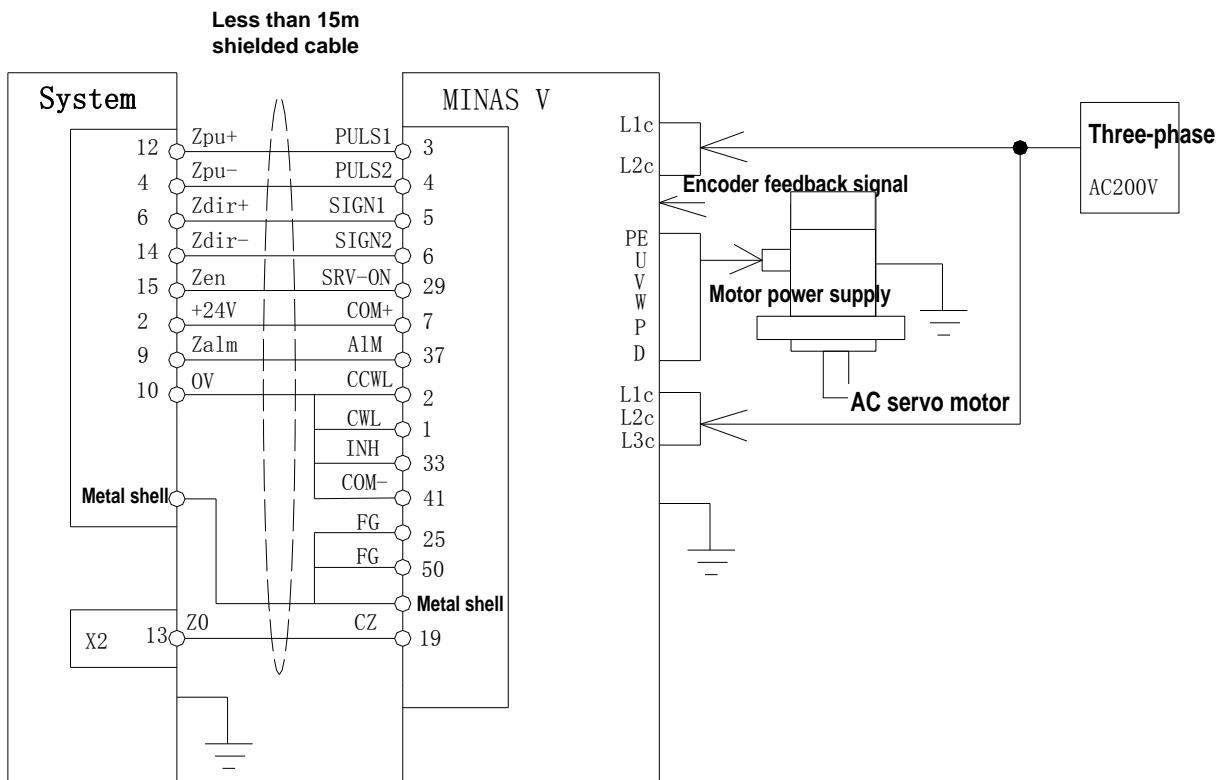 Less than 15m
shielded cable
System
MINAS V
12 Zpu+ PULS1 3
4 Zpu- PULS2 4
6 Zdir+ SIGN1 5
14 Zdir- SIGN2 6
15 Zen SRV-ON 29
2 +24V COM+ 7
9 Zalm AlM 37
10 0V CCWL 2
CWL 1
INH 33
COM- 41
Metal shell
FG 25
FG 50
Metal shell
X2 13 Z0 CZ 19
L1c
L2c
Encoder feedback signal
PE
U
V
W
P
D
Motor power supply
AC servo motor
L1c
L2c
L3c
Three-phase
AC200V